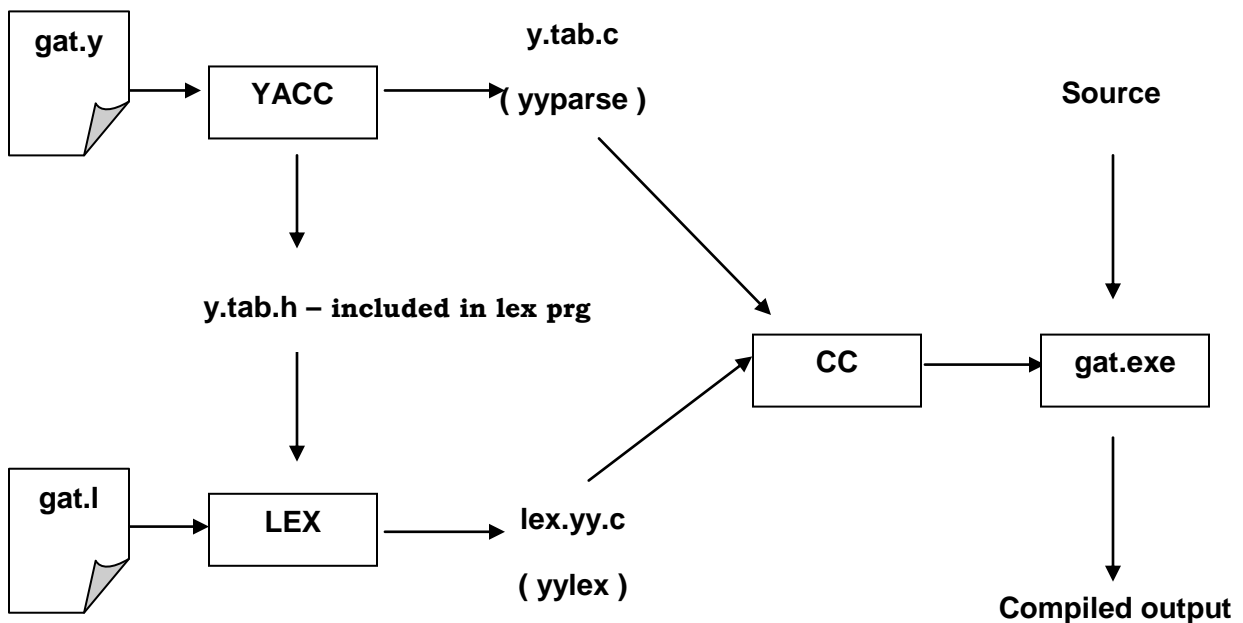 gat.y
YACC
y.tab.c
( yyparse )
Source
y.tab.h – included in lex prg
CC
gat.exe
gat.l
LEX
lex.yy.c
( yylex )
Compiled output